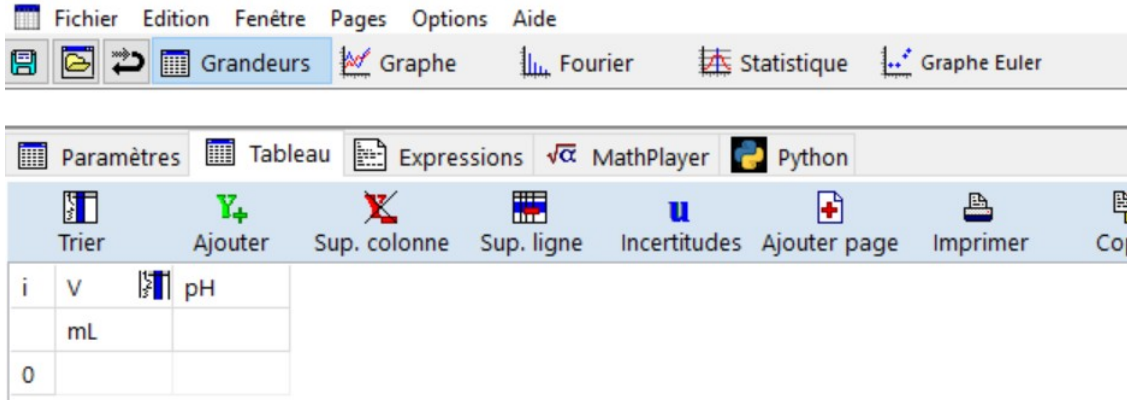 Fichier Edition Fenêtre Pages Options Aide
Grandeurs Graphe Fourier Statistique Graphe Euler
Paramètres Tableau Expressions √α MathPlayer Python
Trier Ajouter Sup. colonne Sup. ligne Incertitudes Ajouter page Imprimer
i V pH
mL
0